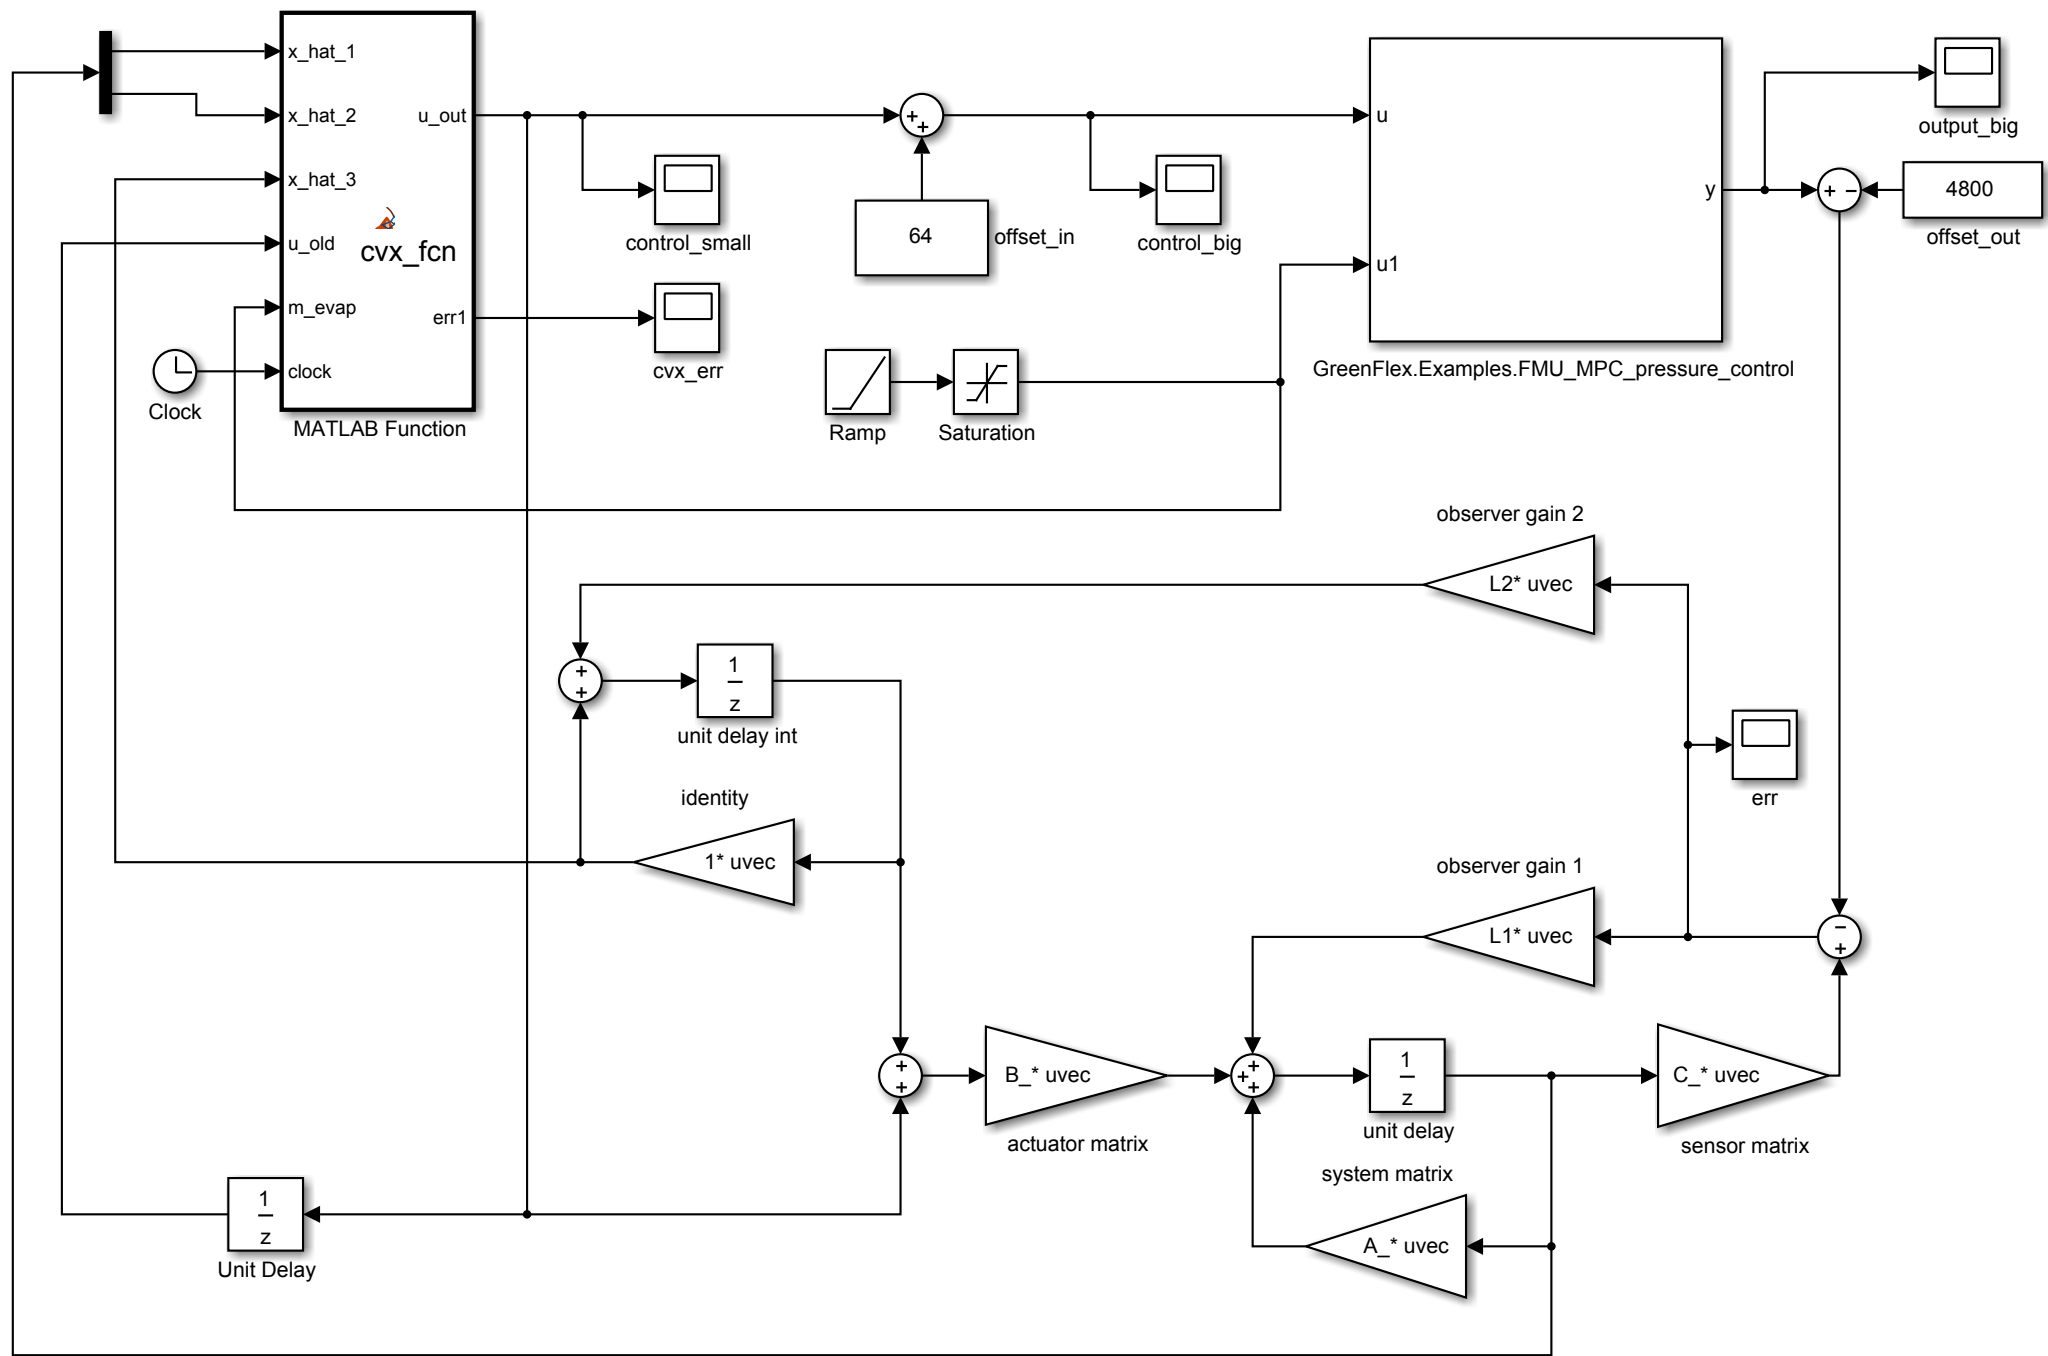 x_hat_1
x_hat_2
x_hat_3
u_old
m_evap
clock
u_out
cvx_fcn
err1
MATLAB Function
Clock
control_small
cvx_err
+
+
64
offset_in
control_big
Ramp
Saturation
u
u1
y
GreenFlex.Examples.FMU_MPC_pressure_control
output_big
+ −
4800
offset_out
observer gain 2
L2* uvec
+
+
1
z
unit delay int
identity
1* uvec
err
observer gain 1
L1* uvec
−
+
+
+
B_* uvec
actuator matrix
+
+
+
1
z
unit delay
C_* uvec
sensor matrix
system matrix
A_* uvec
1
z
Unit Delay